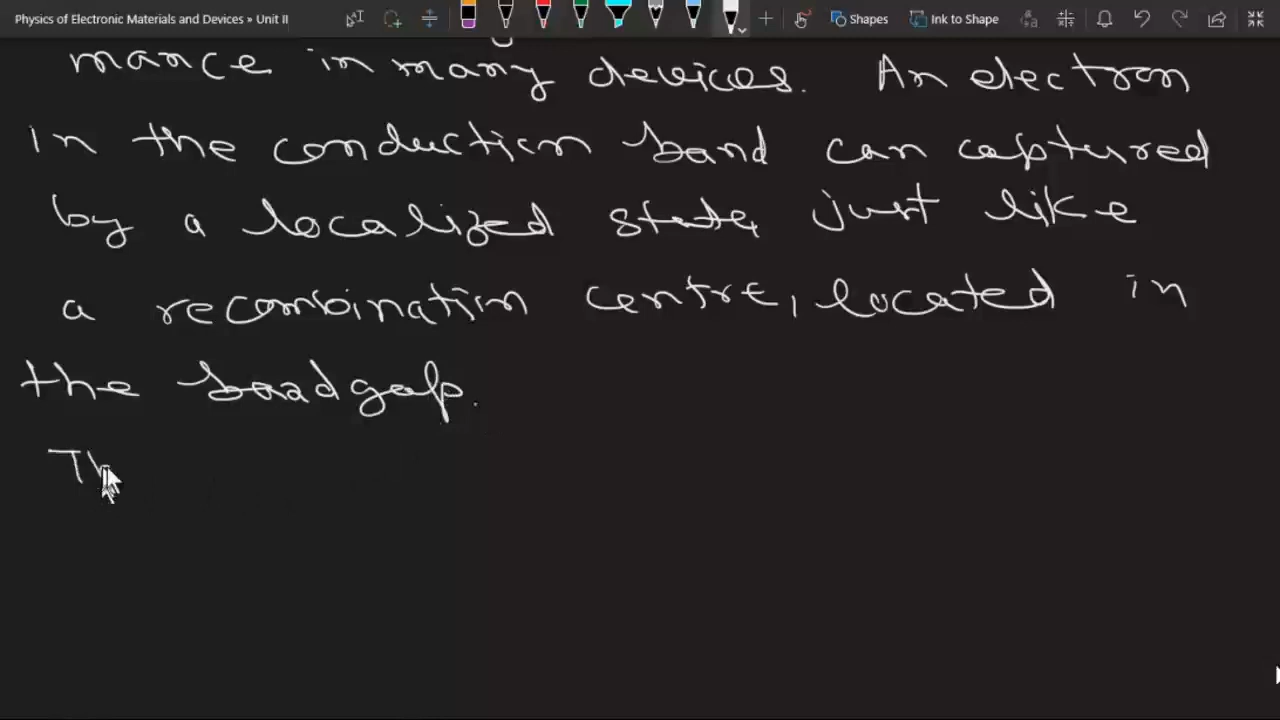 Physics of Electronic Materials and Devices » Unit II
Shapes
Ink to Shape
mance in many devices. An electron
in the conduction band can captured
by a localized state, just like
a recombination centre, located in
the bandgap.
Th